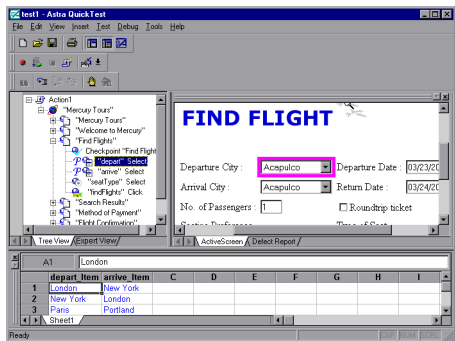 test1 - Astra QuickTest
File Edit View Insert Test Debug Tools Help
Action1
"Mercury Tours"
"Mercury Tours"
"Welcome to Mercury"
"Find Flights"
Checkpoint "Find Flight
"depart" Select
"arrive" Select
"seatType" Select
"findFlights" Click
"Search Results"
"Method of Payment"
"Flight Confirmation"
Tree View Expert View
FIND FLIGHT
Departure City : Acapulco Departure Date : 03/23/20
Arrival City : Acapulco Return Date : 03/24/20
No. of Passengers : 1 Roundtrip ticket
ActiveScreen Defect Report
A1 London
depart_Item arrive_Item C D E F G H I
1 London New York
2 New York London
3 Paris Portland
Sheet1
Ready CAP NUM SCRL